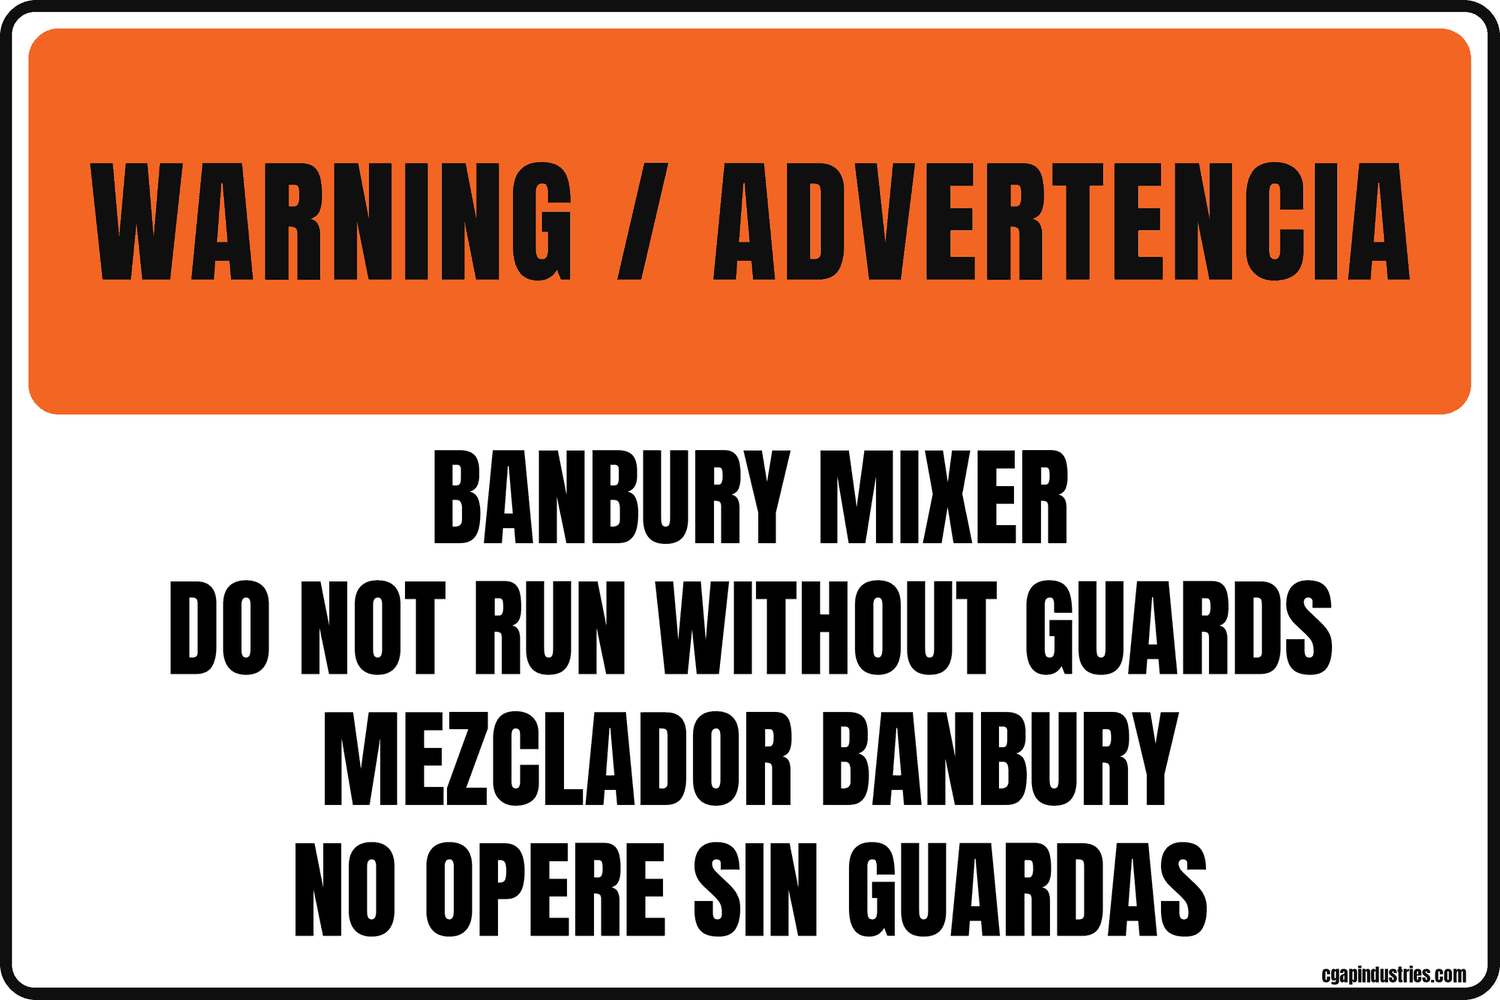 WARNING / ADVERTENCIA
BANBURY MIXER
DO NOT RUN WITHOUT GUARDS
MEZCLADOR BANBURY
NO OPERE SIN GUARDAS
cgapindustries.com